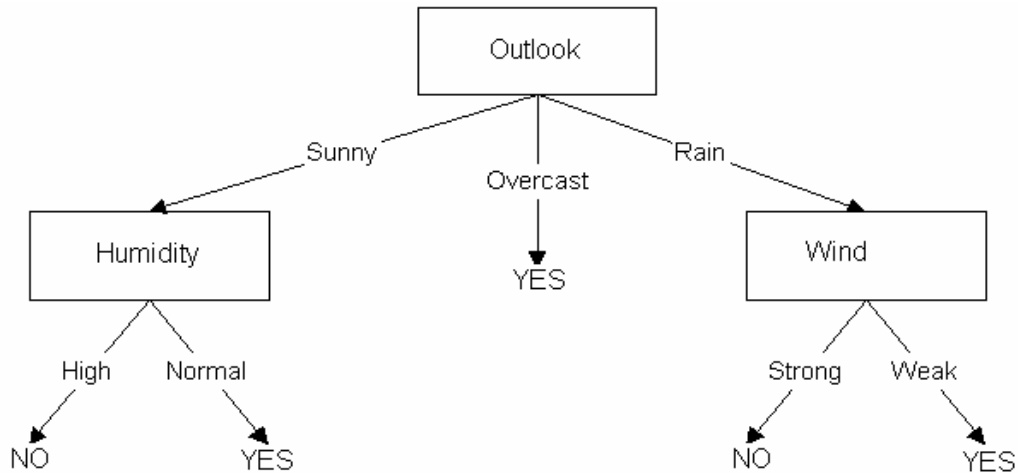 Outlook
Sunny
Overcast
Rain
Humidity
YES
Wind
High
Normal
Strong
Weak
NO
YES
NO
YES